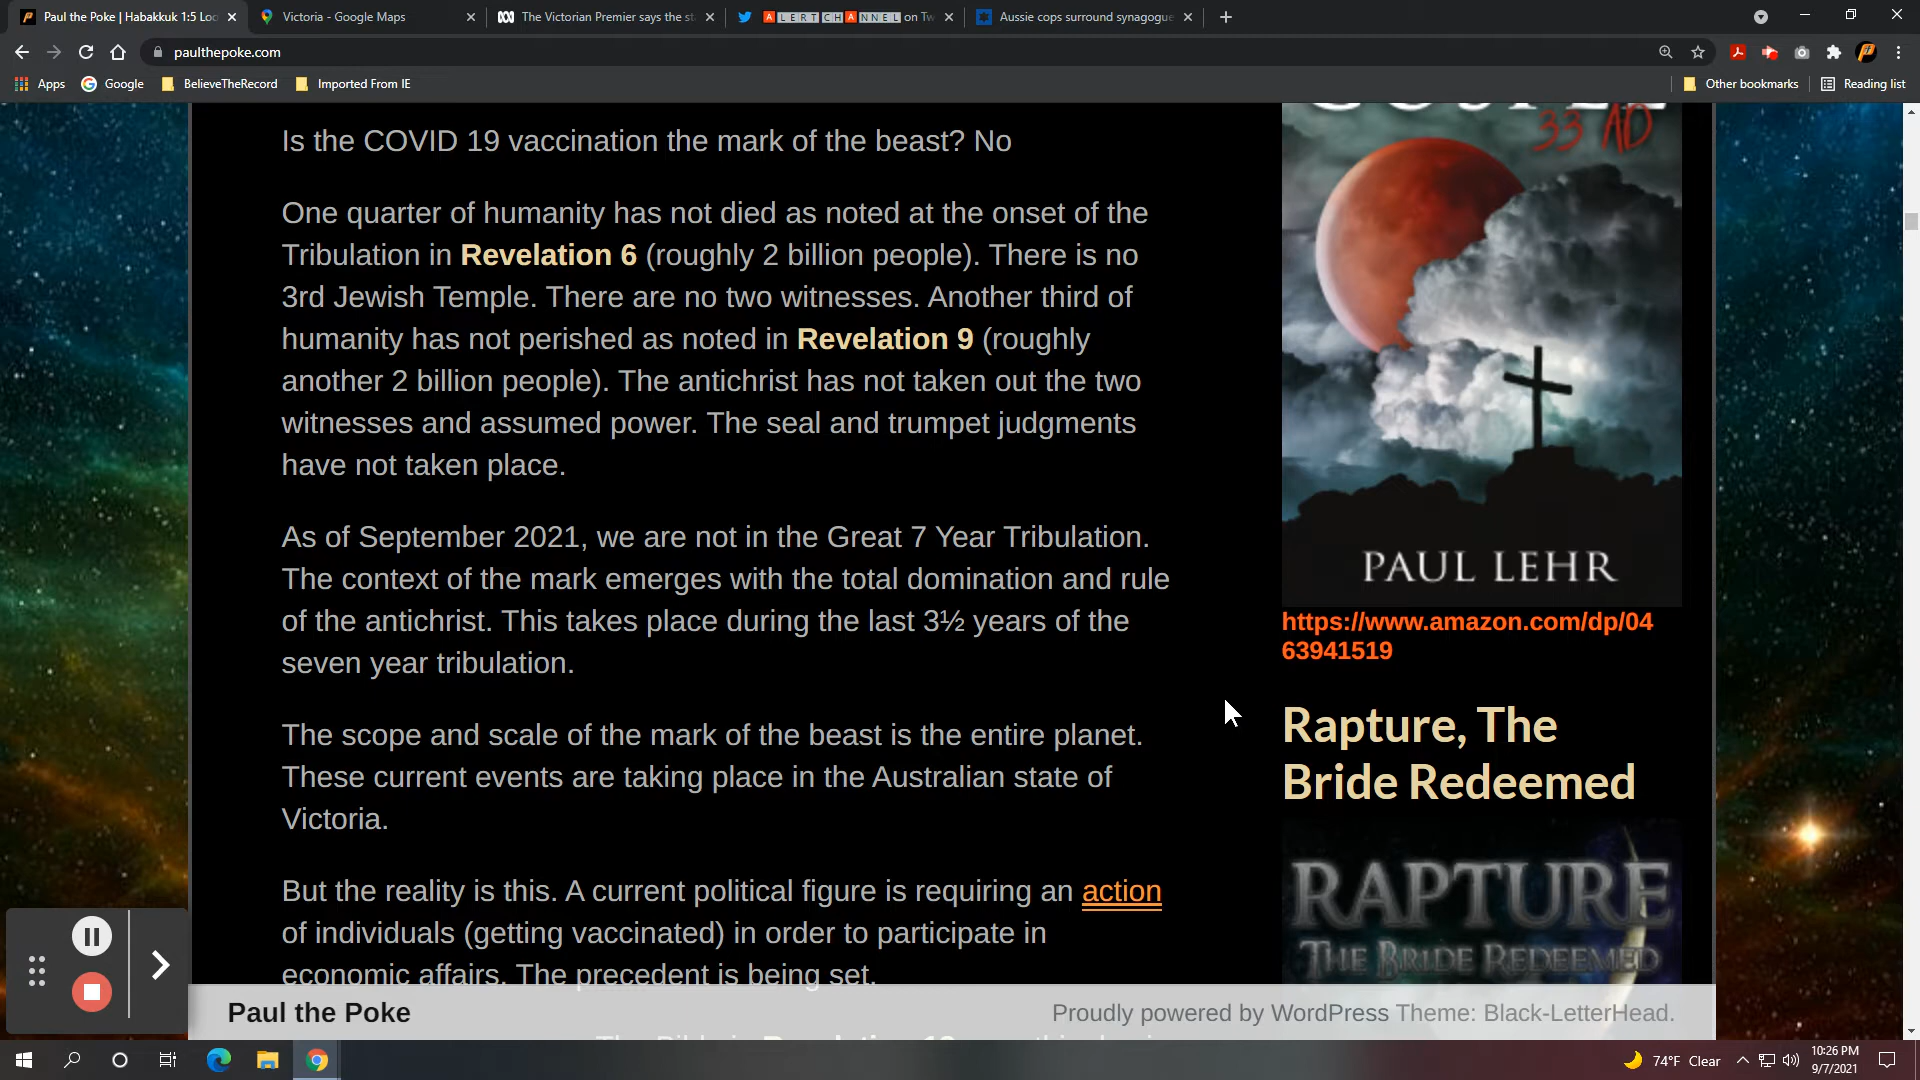 Paul the Poke | Habakkuk 1:5 Loo
Victoria - Google Maps
The Victorian Premier says the st
ALERTCHANNEL on Tw
Aussie cops surround synagogue
paulthepoke.com
Apps
Google
BelieveTheRecord
Imported From IE
Other bookmarks
Reading list
Is the COVID 19 vaccination the mark of the beast? No
One quarter of humanity has not died as noted at the onset of the
Tribulation in Revelation 6 (roughly 2 billion people). There is no
3rd Jewish Temple. There are no two witnesses. Another third of
humanity has not perished as noted in Revelation 9 (roughly
another 2 billion people). The antichrist has not taken out the two
witnesses and assumed power. The seal and trumpet judgments
have not taken place.
As of September 2021, we are not in the Great 7 Year Tribulation.
The context of the mark emerges with the total domination and rule
of the antichrist. This takes place during the last 3½ years of the
seven year tribulation.
The scope and scale of the mark of the beast is the entire planet.
These current events are taking place in the Australian state of
Victoria.
But the reality is this. A current political figure is requiring an action
of individuals (getting vaccinated) in order to participate in
economic affairs. The precedent is being set.
33 AD
PAUL LEHR
https://www.amazon.com/dp/04
63941519
Rapture, The
Bride Redeemed
RAPTURE
THE BRIDE REDEEMED
Paul the Poke
Proudly powered by WordPress Theme: Black-LetterHead.
74°F Clear
10:26 PM
9/7/2021